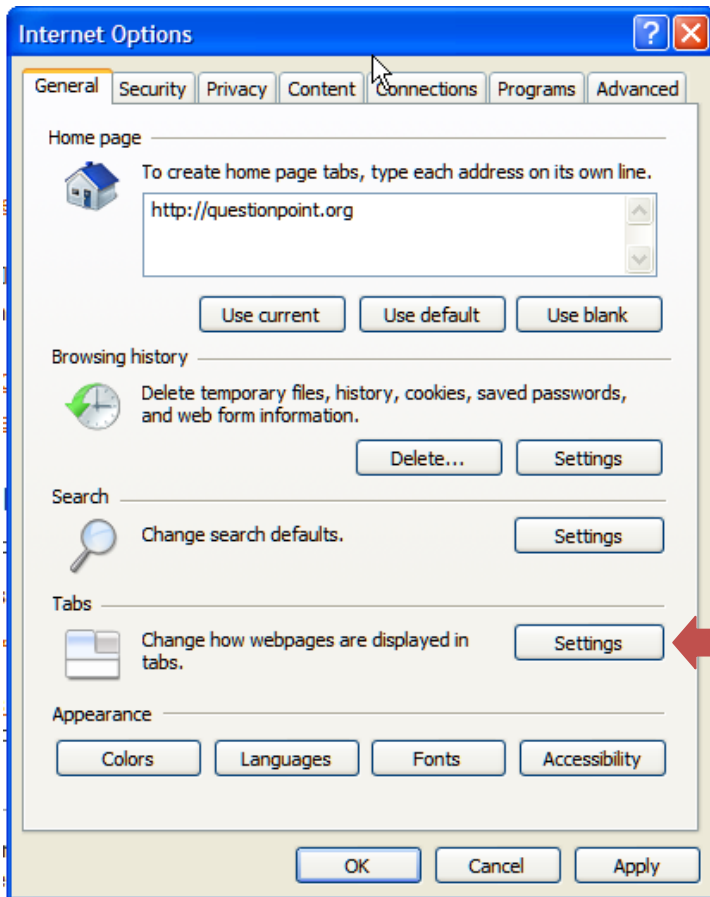 Internet Options
General Security Privacy Content Connections Programs Advanced
Home page
To create home page tabs, type each address on its own line.
http://questionpoint.org
Use current Use default Use blank
Browsing history
Delete temporary files, history, cookies, saved passwords,
and web form information.
Delete... Settings
Search
Change search defaults.
Settings
Tabs
Change how webpages are displayed in
tabs.
Settings
Appearance
Colors Languages Fonts Accessibility
OK Cancel Apply